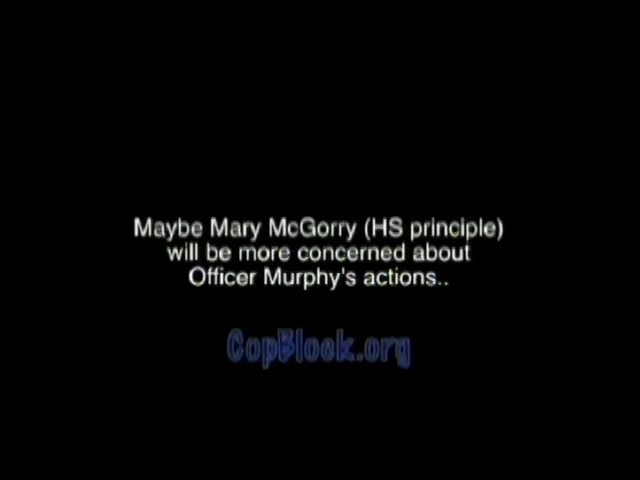 Maybe Mary McGorry (HS principle)
will be more concerned about
Officer Murphy's actions..
CopBlock.org